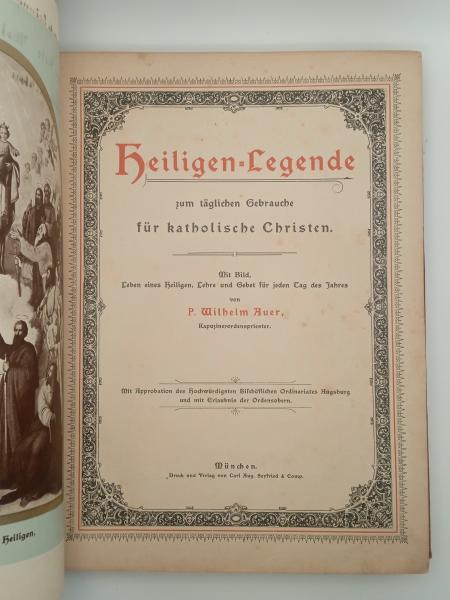 Heiligen-Legende
zum täglichen Gebrauche
für katholische Christen.
Mit Bild,
Leben eines Heiligen, Lehre und Gebet für jeden Tag des Jahres
von
P. Wilhelm Auer,
Kapuzinerordenspriester.
Mit Approbation des Hochwürdigsten Bischöflichen Ordinariates Augsburg
und mit Erlaubnis der Ordensobern.
München.
Druck und Verlag von Carl Aug. Seyfried & Comp.
Heiligen.